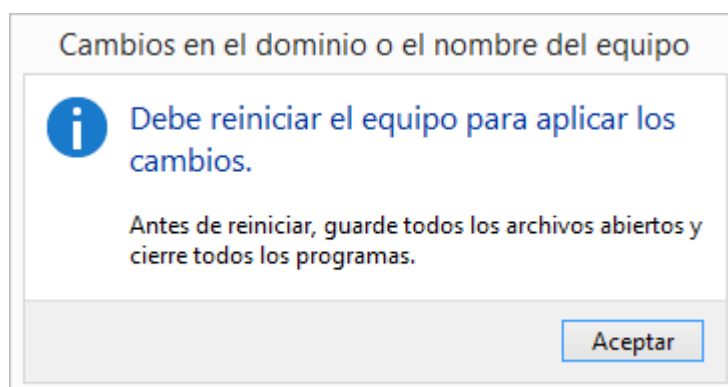 Cambios en el dominio o el nombre del equipo
Debe reiniciar el equipo para aplicar los
cambios.
Antes de reiniciar, guarde todos los archivos abiertos y
cierre todos los programas.
Aceptar